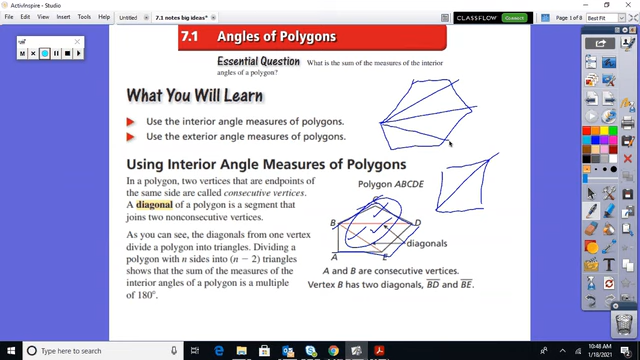 ActivInspire - Studio
File Edit View Insert Tools Help
Untitled
7.1 notes big ideas*
CLASSFLOW
Connect
Page 1 of 8
Best Fit
7.1 Angles of Polygons
Essential Question What is the sum of the measures of the interior
angles of a polygon?
What You Will Learn
Use the interior angle measures of polygons.
Use the exterior angle measures of polygons.
Using Interior Angle Measures of Polygons
In a polygon, two vertices that are endpoints of
the same side are called consecutive vertices.
A diagonal of a polygon is a segment that
joins two nonconsecutive vertices.
As you can see, the diagonals from one vertex
divide a polygon into triangles. Dividing a
polygon with n sides into (n − 2) triangles
shows that the sum of the measures of the
interior angles of a polygon is a multiple
of 180°.
Polygon ABCDE
C
B
D
A
E
diagonals
A and B are consecutive vertices.
Vertex B has two diagonals, BD and BE.
Type here to search
10:48 AM
1/18/2021